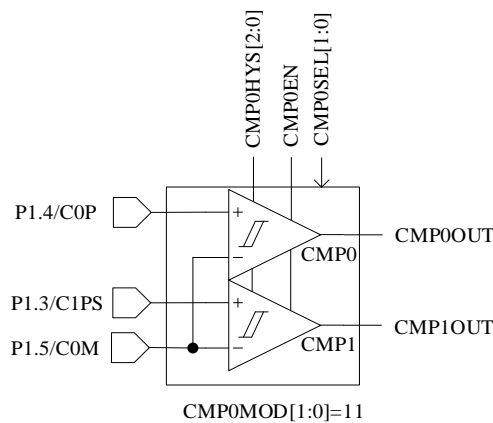 CMP0HYS[2:0]
CMP0EN
CMP0SEL[1:0]
P1.4/C0P
+
−
CMP0
CMP0OUT
P1.3/C1PS
+
P1.5/C0M
−
CMP1
CMP1OUT
CMP0MOD[1:0]=11